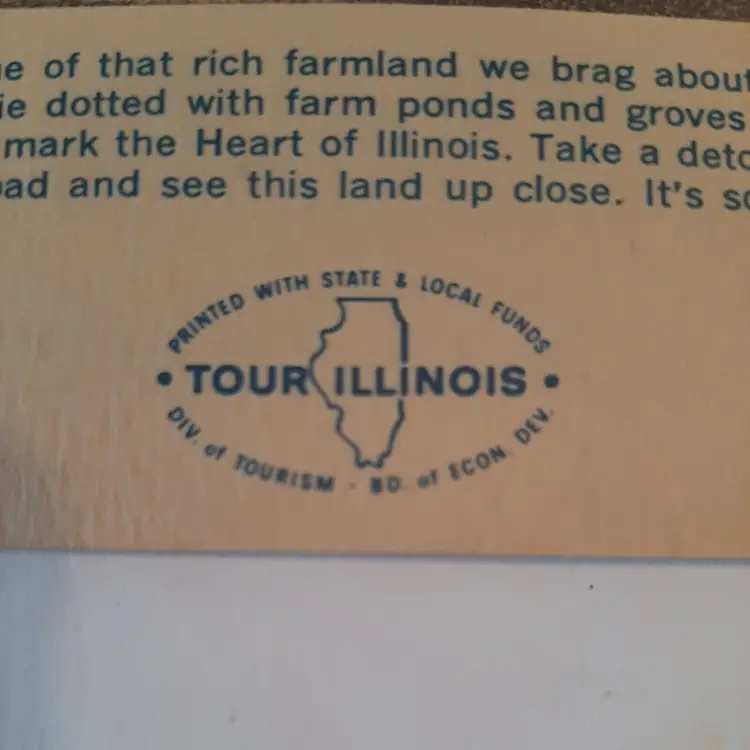 of that rich farmland we brag about
dotted with farm ponds and groves
mark the Heart of Illinois. Take a
and see this land up close. It's
PRINTED WITH STATE & LOCAL FUNDS
• TOUR ILLINOIS •
DIV. of TOURISM - BD. of ECON. DEV.